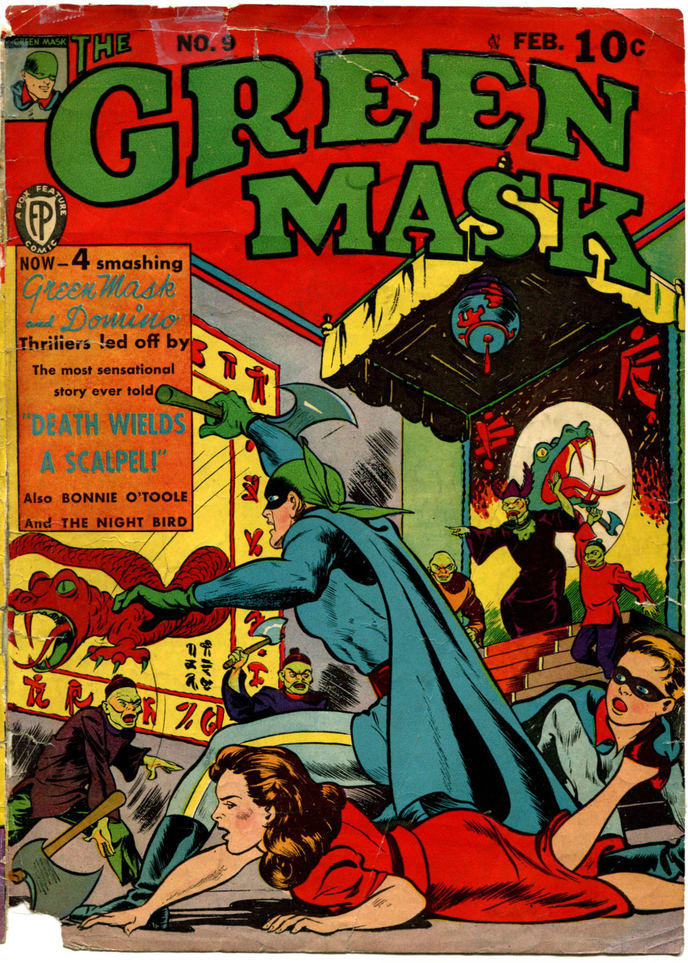 GREEN MASK
THE
NO. 9
FEB. 10c
GREEN
MASK
A FOX FEATURE
FP
COMIC
NOW—4 smashing
Green Mask
and Domino
Thrillers led off by
The most sensational
story ever told
"DEATH WIELDS
A SCALPEL!"
Also BONNIE O'TOOLE
And THE NIGHT BIRD